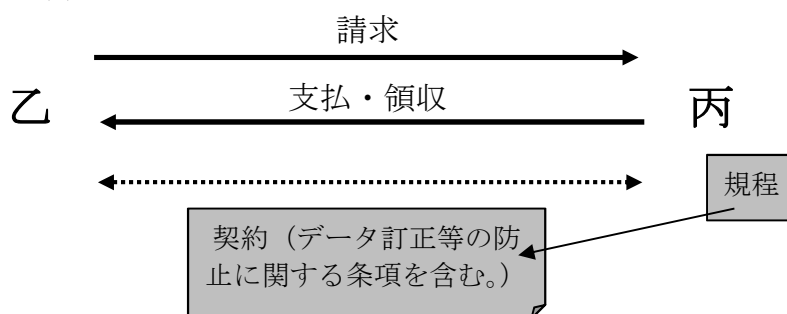 請求
乙
支払・領収
丙
規程
契約（データ訂正等の防
止に関する条項を含む。）